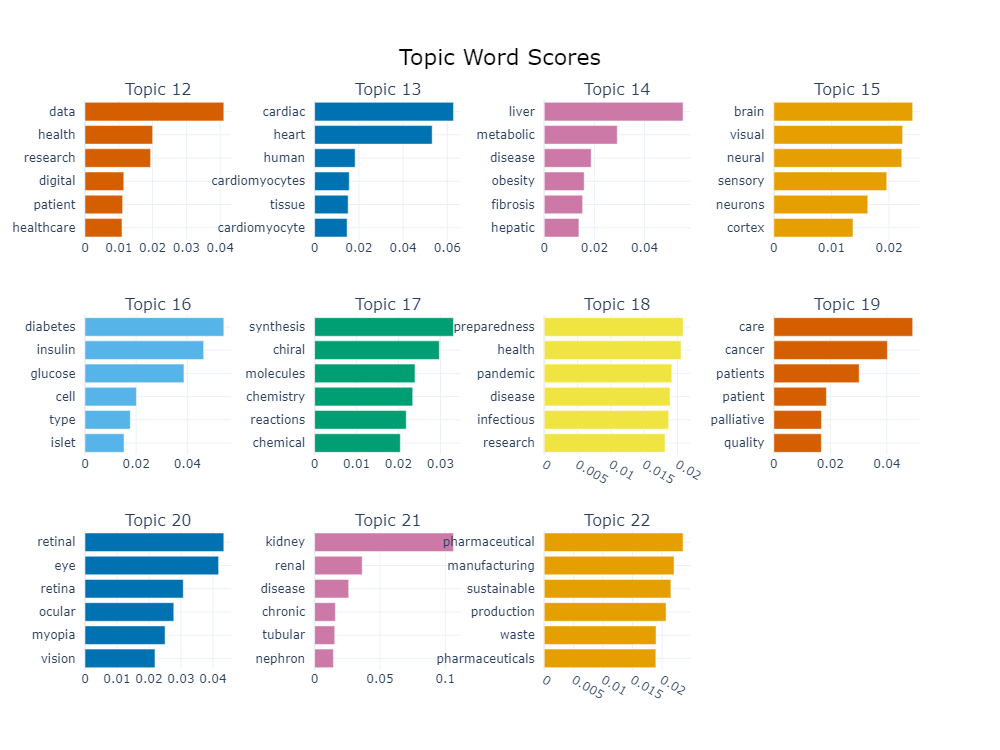 Topic Word Scores
Topic 12
data
health
research
digital
patient
healthcare
0 0.01 0.02 0.03 0.04
Topic 13
cardiac
heart
human
cardiomyocytes
tissue
cardiomyocyte
0 0.02 0.04 0.06
Topic 14
liver
metabolic
disease
obesity
fibrosis
hepatic
0 0.02 0.04
Topic 15
brain
visual
neural
sensory
neurons
cortex
0 0.01 0.02
Topic 16
diabetes
insulin
glucose
cell
type
islet
0 0.02 0.04
Topic 17
synthesis
chiral
molecules
chemistry
reactions
chemical
0 0.01 0.02 0.03
Topic 18
preparedness
health
pandemic
disease
infectious
research
0 0.005 0.01 0.015 0.02
Topic 19
care
cancer
patients
patient
palliative
quality
0 0.02 0.04
Topic 20
retinal
eye
retina
ocular
myopia
vision
0 0.01 0.02 0.03 0.04
Topic 21
kidney
renal
disease
chronic
tubular
nephron
0 0.05 0.1
Topic 22
pharmaceutical
manufacturing
sustainable
production
waste
pharmaceuticals
0 0.005 0.01 0.015 0.02